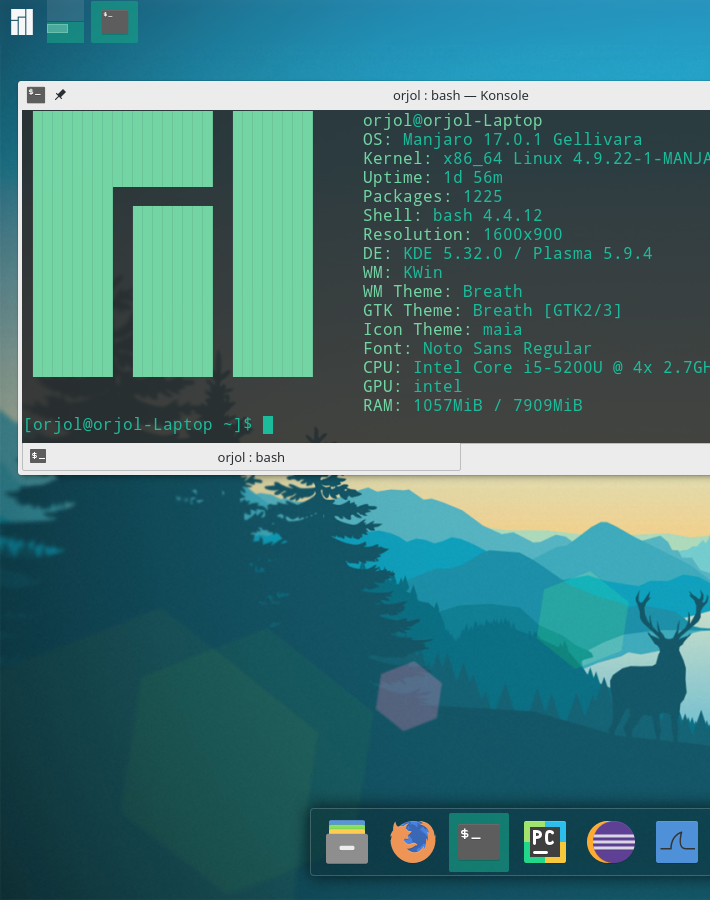 $_
$_
orjol : bash — Konsole
orjol@orjol-Laptop
OS: Manjaro 17.0.1 Gellivara
Kernel: x86_64 Linux 4.9.22-1-MANJA
Uptime: 1d 56m
Packages: 1225
Shell: bash 4.4.12
Resolution: 1600x900
DE: KDE 5.32.0 / Plasma 5.9.4
WM: KWin
WM Theme: Breath
GTK Theme: Breath [GTK2/3]
Icon Theme: maia
Font: Noto Sans Regular
CPU: Intel Core i5-5200U @ 4x 2.7GH
GPU: intel
RAM: 1057MiB / 7909MiB
[orjol@orjol-Laptop ~]$
$_
orjol : bash
$_
PC